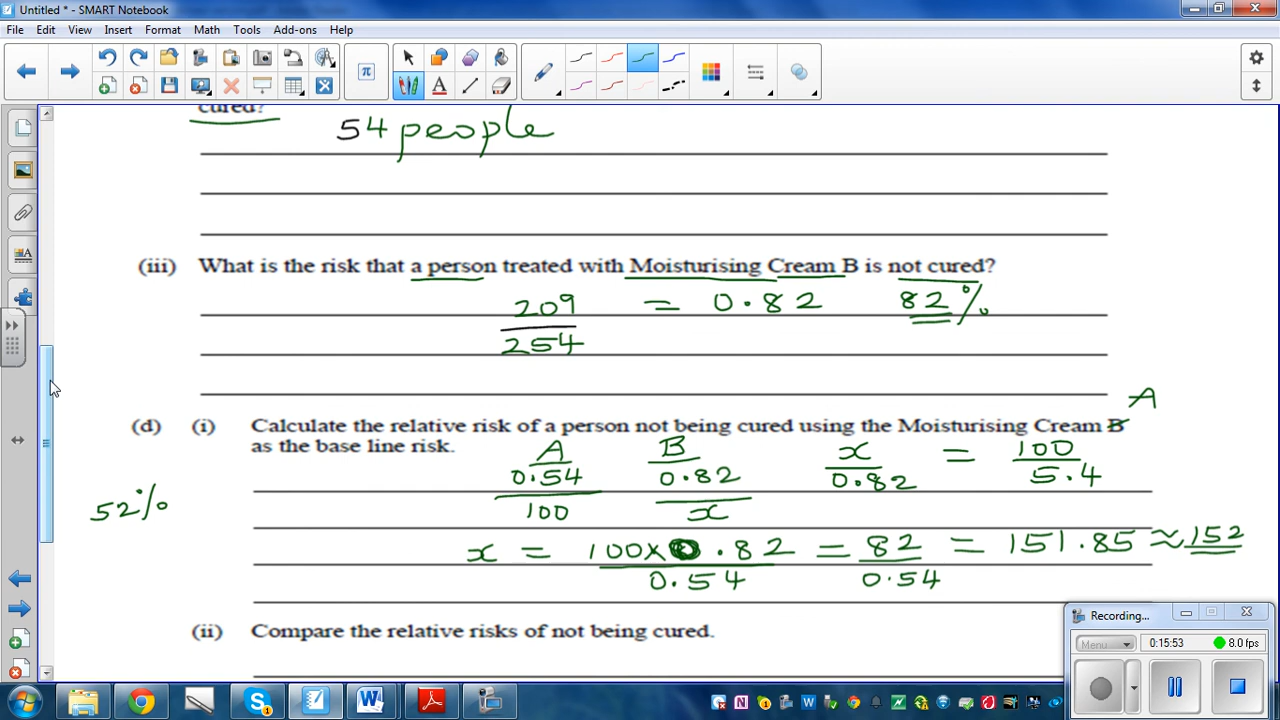 Untitled * - SMART Notebook
File Edit View Insert Format Math Tools Add-ons Help
cured?
54 people
(iii) What is the risk that a person treated with Moisturising Cream B is not cured?
209
254
= 0.82 82%
A
(d) (i) Calculate the relative risk of a person not being cured using the Moisturising Cream B
as the base line risk.
A B x = 100
0.54 0.82 0.82 5.4
100 x
52%
x = 100x0.82 = 82 = 151.85 ≈ 152
0.54 0.54
(ii) Compare the relative risks of not being cured.
Recording...
Menu 0:15:53 8.0 fps